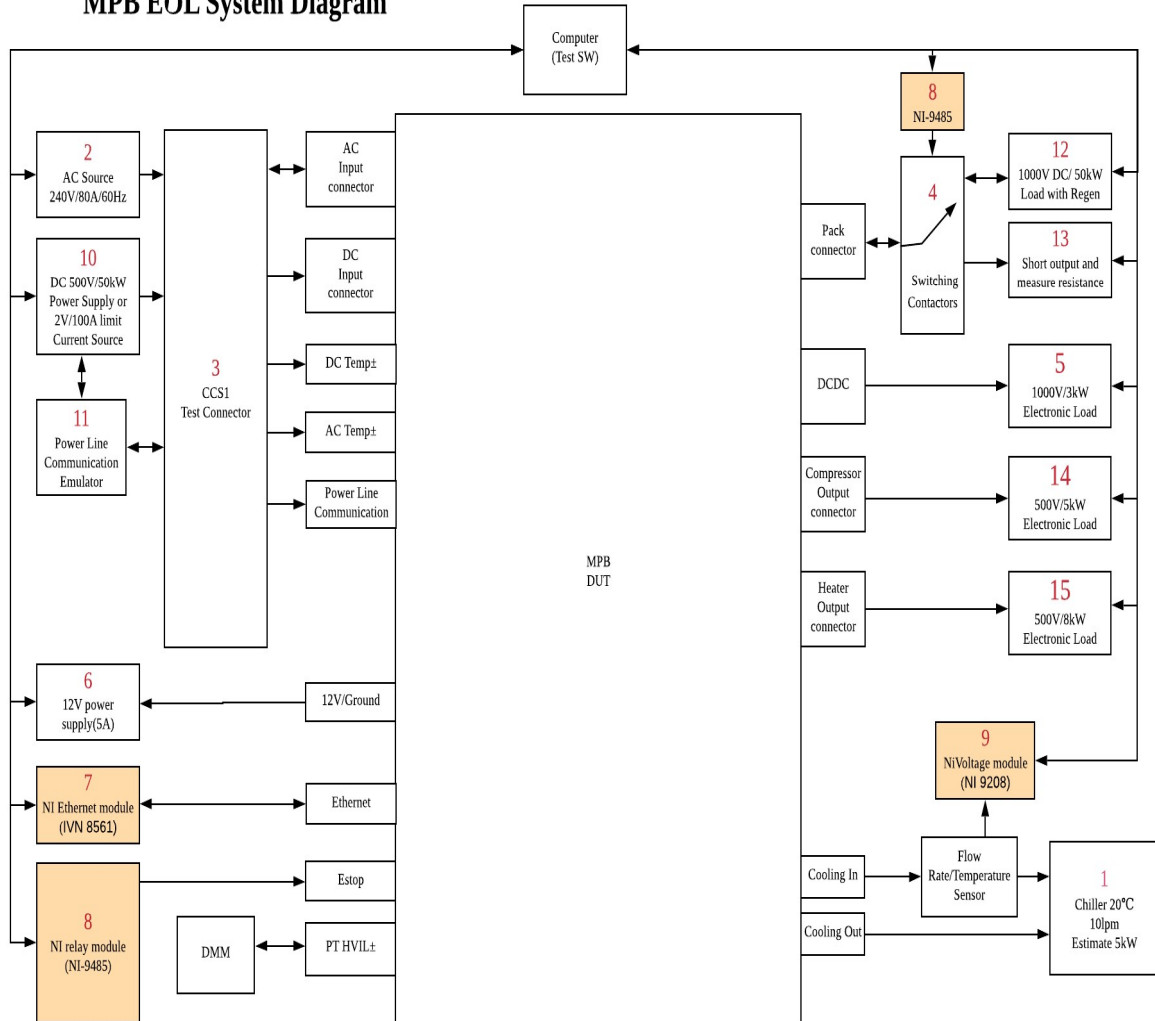 MPB EOL System Diagram
Computer
(Test SW)
8
NI-9485
2
AC Source
240V/80A/60Hz
AC
Input
connector
12
1000V DC/ 50kW
Load with Regen
4
Switching
Contactors
Pack
connector
13
Short output and
measure resistance
10
DC 500V/50kW
Power Supply or
2V/100A limit
Current Source
DC
Input
connector
3
CCS1
Test Connector
DC Temp±
DCDC
5
1000V/3kW
Electronic Load
11
Power Line
Communication
Emulator
AC Temp±
Power Line
Communication
Compressor
Output
connector
14
500V/5kW
Electronic Load
MPB
DUT
Heater
Output
connector
15
500V/8kW
Electronic Load
6
12V power
supply(5A)
12V/Ground
9
NiVoltage module
(NI 9208)
7
NI Ethernet module
(IVN 8561)
Ethernet
8
NI relay module
(NI-9485)
Estop
DMM
PT HVIL±
Cooling In
Flow
Rate/Temperature
Sensor
Cooling Out
1
Chiller 20℃
10lpm
Estimate 5kW